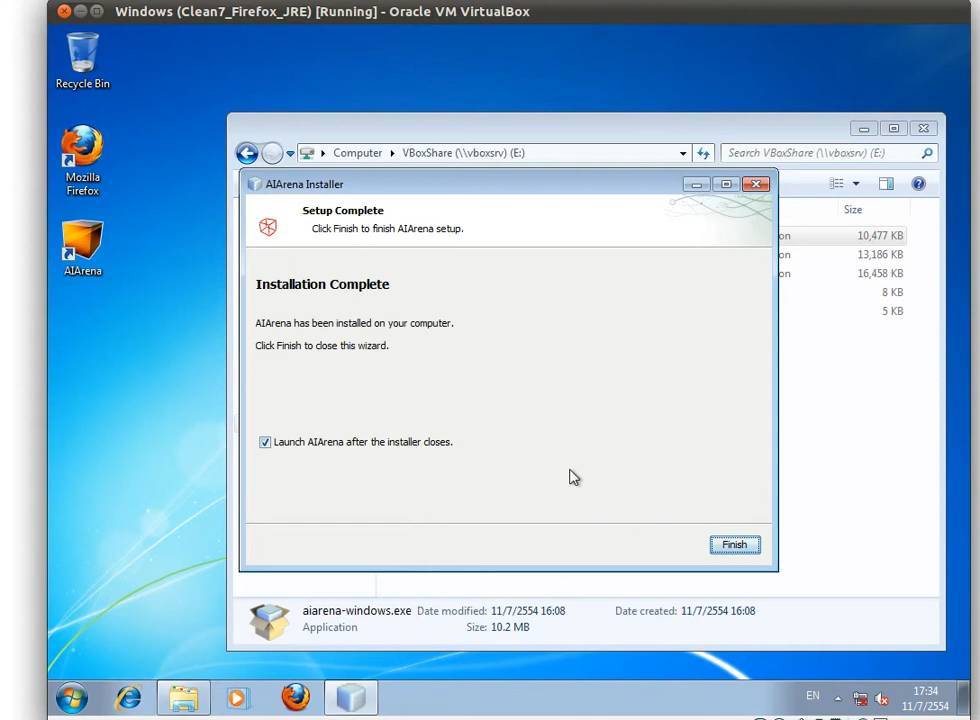 Windows (Clean7_Firefox_JRE) [Running] - Oracle VM VirtualBox
Recycle Bin
Mozilla
Firefox
AIArena
Computer
VBoxShare (\\vboxsrv) (E:)
Search VBoxShare (\\vboxsrv) (E:)
AIArena Installer
Setup Complete
Click Finish to finish AIArena setup.
Size
on 10,477 KB
on 13,186 KB
on 16,458 KB
8 KB
5 KB
Installation Complete
AIArena has been installed on your computer.
Click Finish to close this wizard.
Launch AIArena after the installer closes.
Finish
aiarena-windows.exe Date modified: 11/7/2554 16:08 Date created: 11/7/2554 16:08
Application Size: 10.2 MB
EN
17:34
11/7/2554